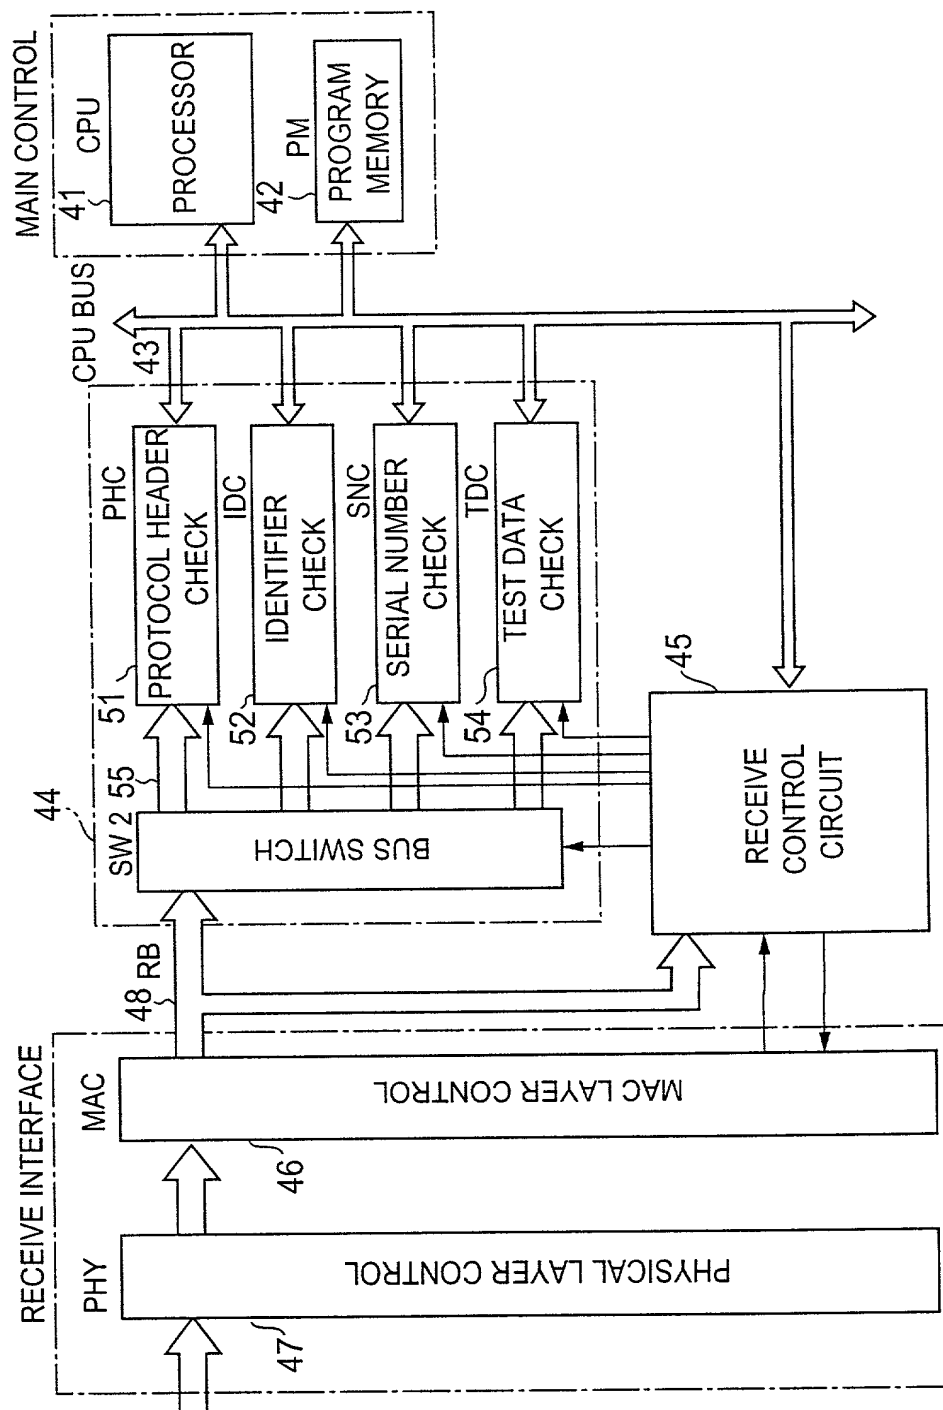 RECEIVE INTERFACE
PHY
PHYSICAL LAYER CONTROL
47
MAC
MAC LAYER CONTROL
46
48
RB
44
SW 2
BUS SWITCH
55
51
PHC
PROTOCOL HEADER
CHECK
52
IDC
IDENTIFIER
CHECK
53
SNC
SERIAL NUMBER
CHECK
54
TDC
TEST DATA
CHECK
45
RECEIVE
CONTROL
CIRCUIT
CPU BUS
43
MAIN CONTROL
41
CPU
PROCESSOR
42
PM
PROGRAM
MEMORY